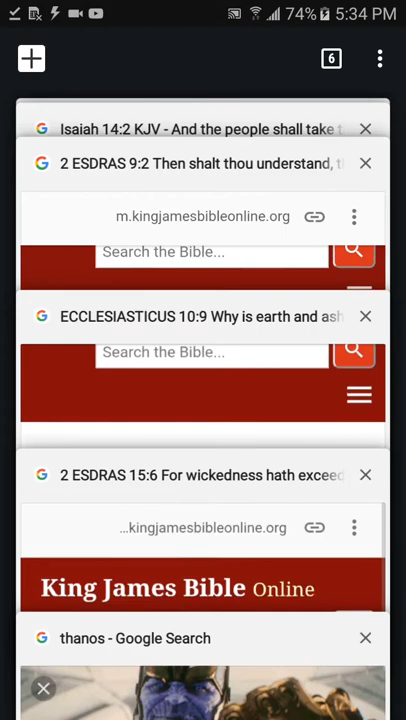 74% 5:34 PM
6
Isaiah 14:2 KJV - And the people shall take t
2 ESDRAS 9:2 Then shalt thou understand, t
m.kingjamesbibleonline.org
Search the Bible...
ECCLESIASTICUS 10:9 Why is earth and ash
Search the Bible...
2 ESDRAS 15:6 For wickedness hath exceed
...kingjamesbibleonline.org
King James Bible Online
thanos - Google Search